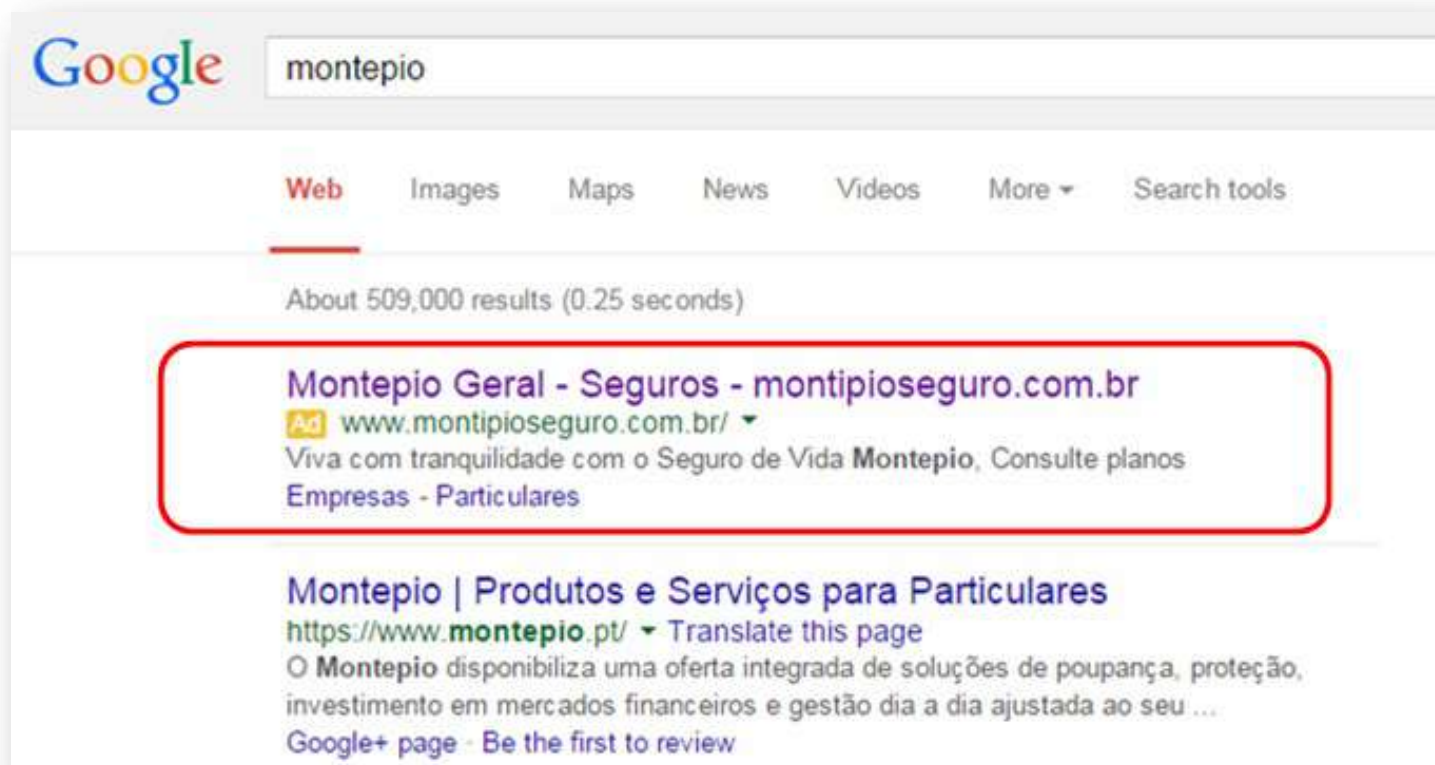 Google montepio
Web Images Maps News Videos More Search tools
About 509,000 results (0.25 seconds)
Montepio Geral - Seguros - montipioseguro.com.br
Ad www.montipioseguro.com.br/
Viva com tranquilidade com o Seguro de Vida Montepio, Consulte planos
Empresas - Particulares
Montepio | Produtos e Serviços para Particulares
https://www.montepio.pt/ Translate this page
O Montepio disponibiliza uma oferta integrada de soluções de poupança, proteção,
investimento em mercados financeiros e gestão dia a dia ajustada ao seu ...
Google+ page · Be the first to review